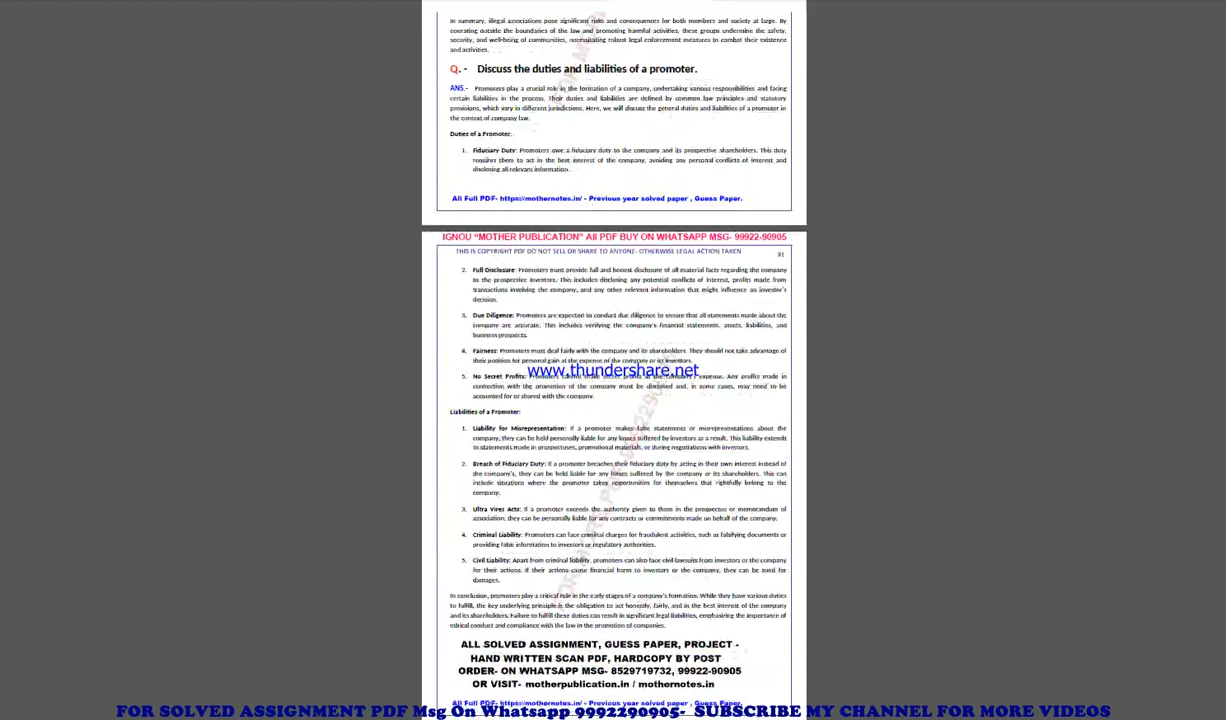 In summary, illegal associations pose significant risks and consequences for both members and society at large. By
operating outside the boundaries of the law and promoting harmful activities, these groups undermine the safety,
security, and well-being of communities, necessitating robust legal enforcement measures to combat their existence
and activities.
Q. - Discuss the duties and liabilities of a promoter.
ANS.- Promoters play a crucial role in the formation of a company, undertaking various responsibilities and facing
certain liabilities in the process. Their duties and liabilities are defined by common law principles and statutory
provisions, which vary in different jurisdictions. Here, we will discuss the general duties and liabilities of a promoter in
the context of company law.
Duties of a Promoter:
1. Fiduciary Duty: Promoters owe a fiduciary duty to the company and its prospective shareholders. This duty
requires them to act in the best interest of the company, avoiding any personal conflicts of interest and
disclosing all relevant information.
All Full PDF- https://mothernotes.in/ - Previous year solved paper , Guess Paper.
IGNOU "MOTHER PUBLICATION" All PDF BUY ON WHATSAPP MSG- 99922-90905
THIS IS COPYRIGHT PDF DO NOT SELL OR SHARE TO ANYONE- OTHERWISE LEGAL ACTION TAKEN
31
2. Full Disclosure: Promoters must provide full and honest disclosure of all material facts regarding the company
to the prospective investors. This includes disclosing any potential conflicts of interest, profits made from
transactions involving the company, and any other relevant information that might influence an investor's
decision.
3. Due Diligence: Promoters are expected to conduct due diligence to ensure that all statements made about the
company are accurate. This includes verifying the company's financial statements, assets, liabilities, and
business prospects.
4. Fairness: Promoters must deal fairly with the company and its shareholders. They should not take advantage of
their position for personal gain at the expense of the company or its investors.
www.thundershare.net
5. No Secret Profits: Promoters cannot make secret profits at the company's expense. Any profits made in
connection with the promotion of the company must be disclosed and, in some cases, may need to be
accounted for or shared with the company.
Liabilities of a Promoter:
1. Liability for Misrepresentation: If a promoter makes false statements or misrepresentations about the
company, they can be held personally liable for any losses suffered by investors as a result. This liability extends
to statements made in prospectuses, promotional materials, or during negotiations with investors.
2. Breach of Fiduciary Duty: If a promoter breaches their fiduciary duty by acting in their own interest instead of
the company's, they can be held liable for any losses suffered by the company or its shareholders. This can
include situations where the promoter takes opportunities for themselves that rightfully belong to the
company.
3. Ultra Vires Acts: If a promoter exceeds the authority given to them in the prospectus or memorandum of
association, they can be personally liable for any contracts or commitments made on behalf of the company.
4. Criminal Liability: Promoters can face criminal charges for fraudulent activities, such as falsifying documents or
providing false information to investors or regulatory authorities.
5. Civil Liability: Apart from criminal liability, promoters can also face civil lawsuits from investors or the company
for their actions. If their actions cause financial harm to investors or the company, they can be sued for
damages.
In conclusion, promoters play a critical role in the early stages of a company's formation. While they have various duties
to fulfill, the key underlying principle is the obligation to act honestly, fairly, and in the best interest of the company
and its shareholders. Failure to fulfill these duties can result in significant legal liabilities, emphasizing the importance of
ethical conduct and compliance with the law in the promotion of companies.
ALL SOLVED ASSIGNMENT, GUESS PAPER, PROJECT -
HAND WRITTEN SCAN PDF, HARDCOPY BY POST
ORDER- ON WHATSAPP MSG- 8529719732, 99922-90905
OR VISIT- motherpublication.in / mothernotes.in
All Full PDF- https://mothernotes.in/ - Previous year solved paper , Guess Paper.
FOR SOLVED ASSIGNMENT PDF Msg On Whatsapp 9992290905- SUBSCRIBE MY CHANNEL FOR MORE VIDEOS